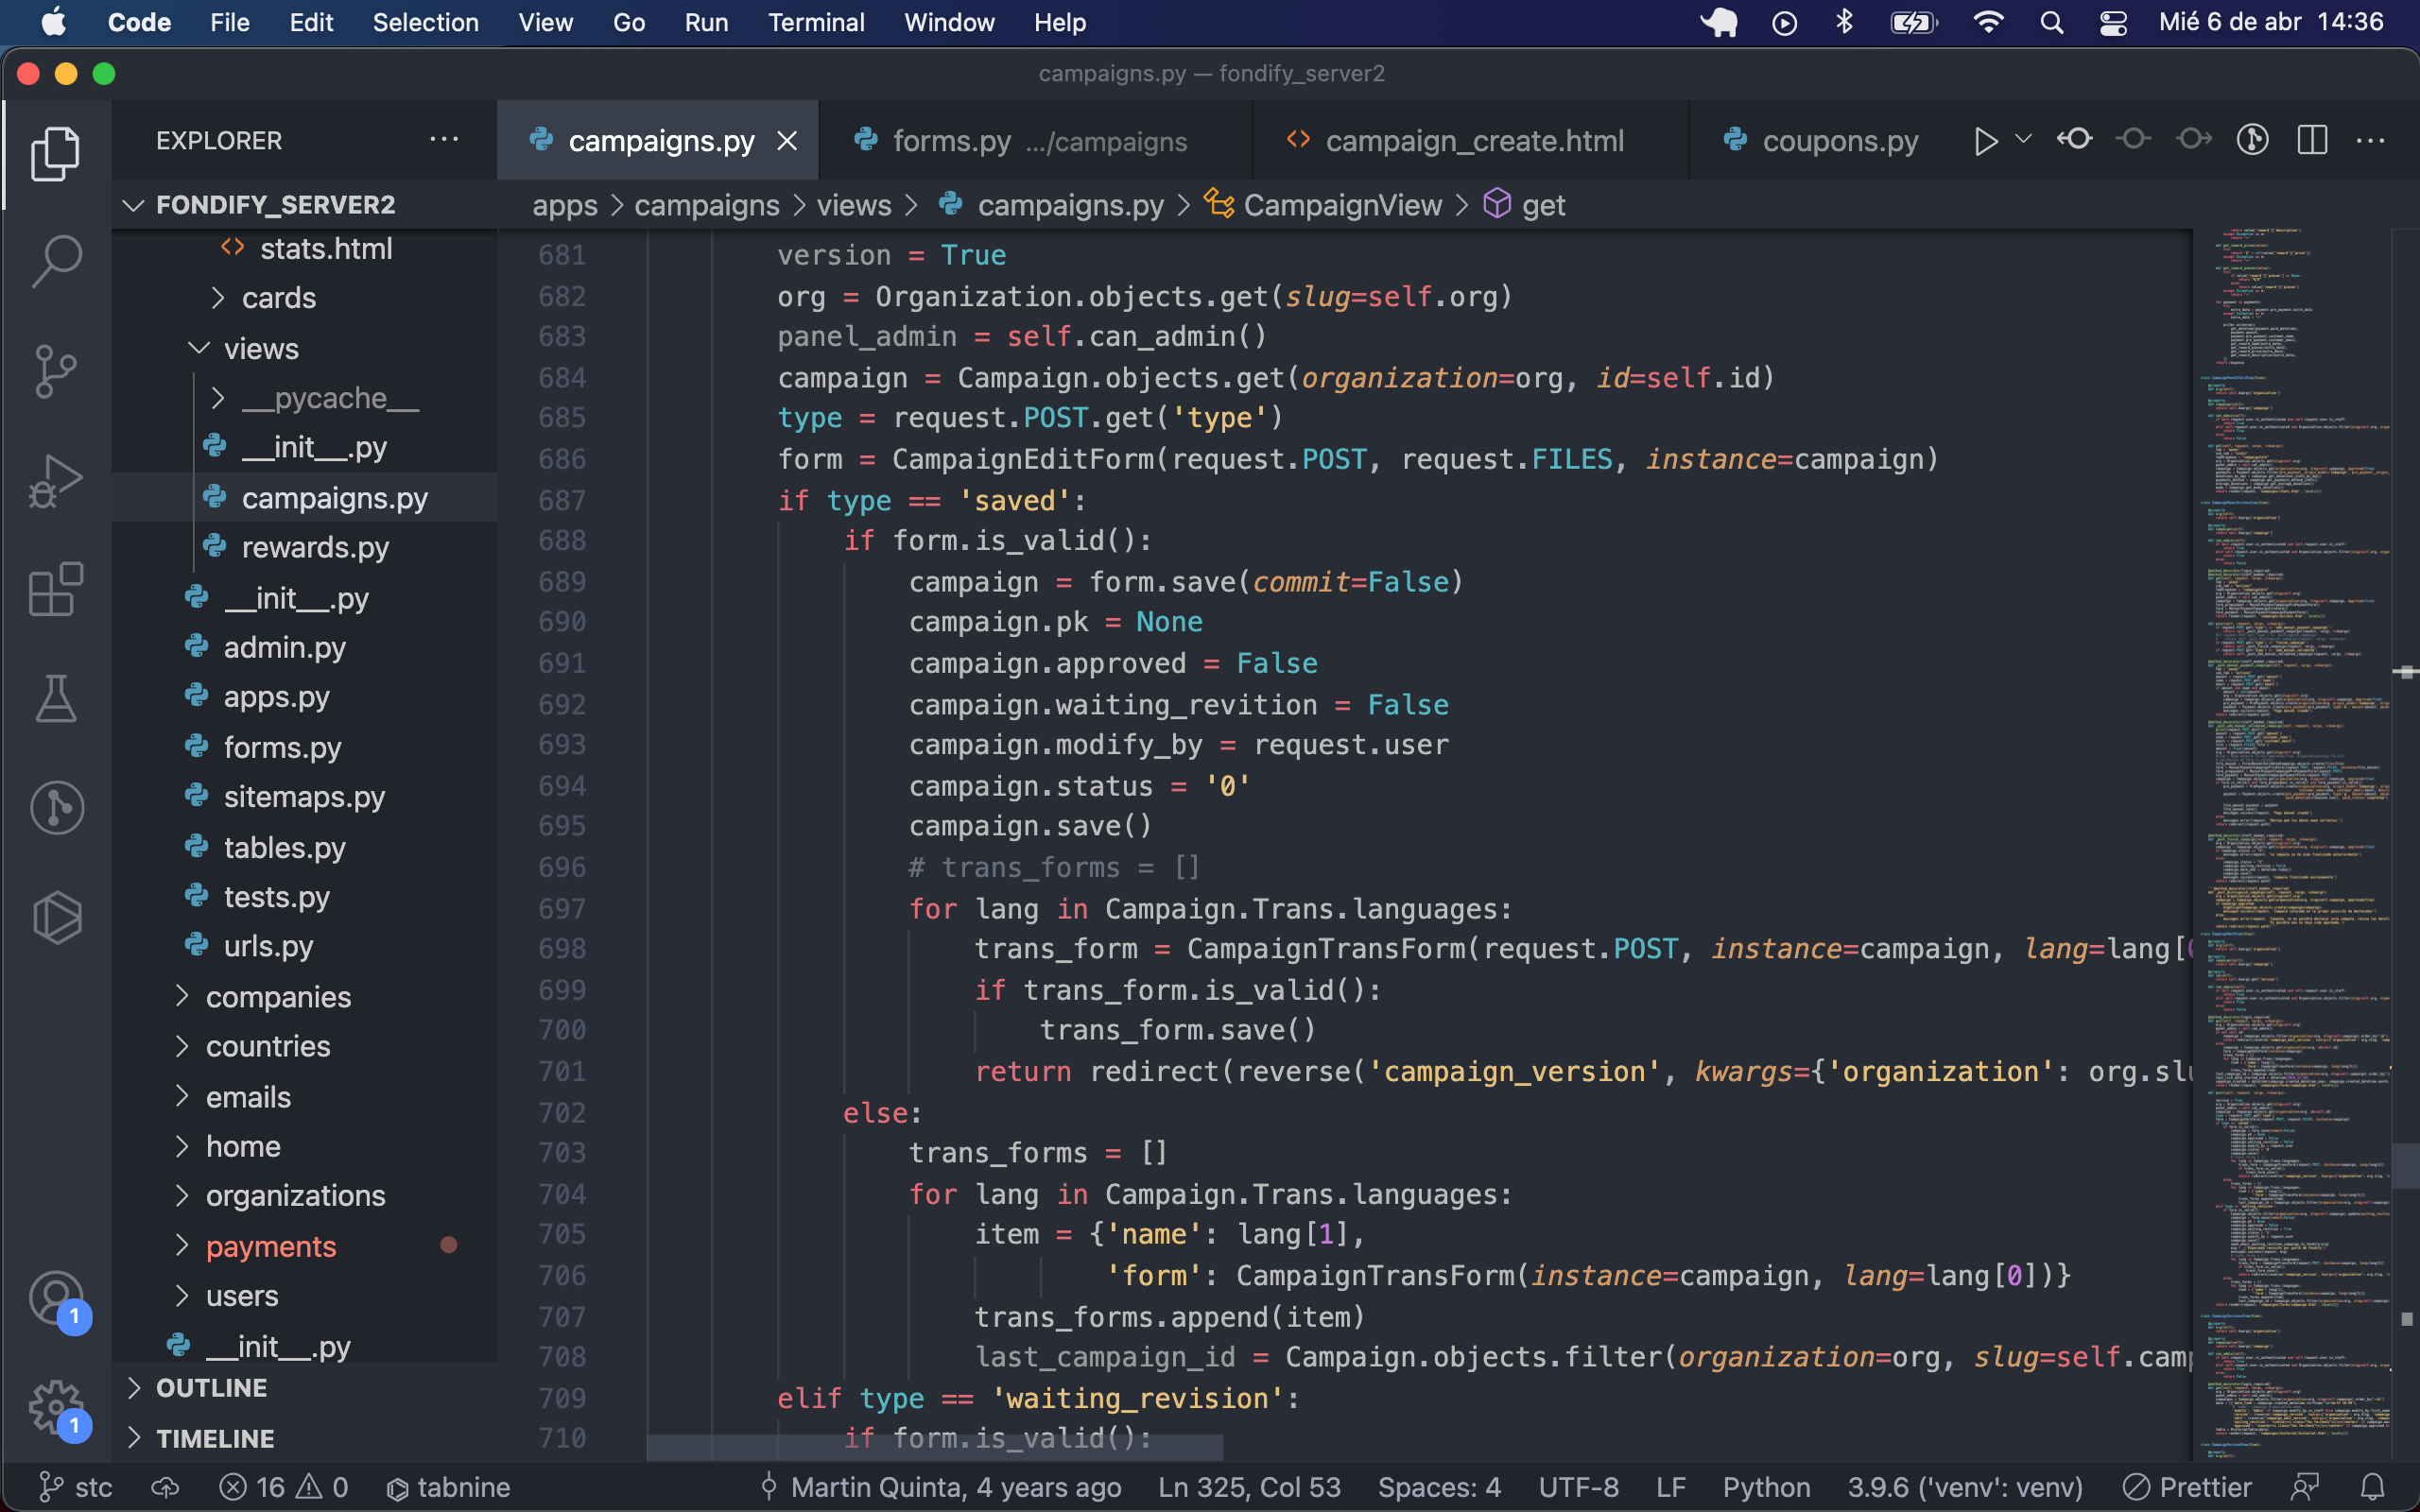 Code File Edit Selection View Go Run Terminal Window Help Mié 6 de abr 14:36
campaigns.py — fondify_server2
EXPLORER
campaigns.py
forms.py .../campaigns
campaign_create.html
coupons.py
FONDIFY_SERVER2
apps > campaigns > views > campaigns.py > CampaignView > get
stats.html
cards
views
__pycache__
__init__.py
campaigns.py
rewards.py
__init__.py
admin.py
apps.py
forms.py
sitemaps.py
tables.py
tests.py
urls.py
companies
countries
emails
home
organizations
payments
users
__init__.py
OUTLINE
TIMELINE
1
1
681 version = True
682 org = Organization.objects.get(slug=self.org)
683 panel_admin = self.can_admin()
684 campaign = Campaign.objects.get(organization=org, id=self.id)
685 type = request.POST.get('type')
686 form = CampaignEditForm(request.POST, request.FILES, instance=campaign)
687 if type == 'saved':
688 if form.is_valid():
689 campaign = form.save(commit=False)
690 campaign.pk = None
691 campaign.approved = False
692 campaign.waiting_revition = False
693 campaign.modify_by = request.user
694 campaign.status = '0'
695 campaign.save()
696 # trans_forms = []
697 for lang in Campaign.Trans.languages:
698 trans_form = CampaignTransForm(request.POST, instance=campaign, lang=lang[
699 if trans_form.is_valid():
700 trans_form.save()
701 return redirect(reverse('campaign_version', kwargs={'organization': org.sl
702 else:
703 trans_forms = []
704 for lang in Campaign.Trans.languages:
705 item = {'name': lang[1],
706 'form': CampaignTransForm(instance=campaign, lang=lang[0])}
707 trans_forms.append(item)
708 last_campaign_id = Campaign.objects.filter(organization=org, slug=self.cam
709 elif type == 'waiting_revision':
710 if form.is_valid():
stc 16 0 tabnine Martin Quinta, 4 years ago Ln 325, Col 53 Spaces: 4 UTF-8 LF Python 3.9.6 ('venv': venv) Prettier